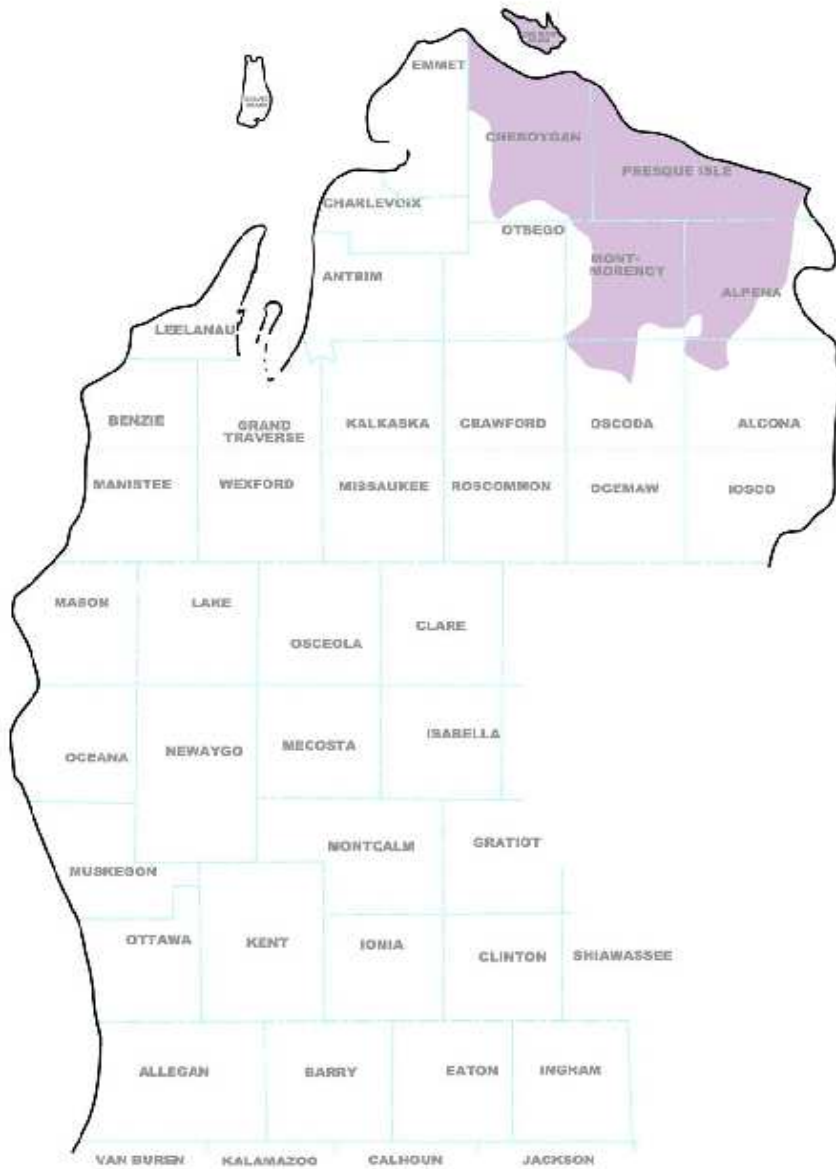 EMMET
CHEBOYGAN
PRESQUE ISLE
CHARLEVOIX
OTSEGO
MONT-
MORENCY
ANTRIM
ALPENA
LEELANAU
BENZIE
GRAND
TRAVERSE
KALKASKA
CRAWFORD
OSCODA
ALCONA
MANISTEE
WEXFORD
MISSAUKEE
ROSCOMMON
OGEMAW
IOSCO
MASON
LAKE
OSCEOLA
CLARE
OCEANA
NEWAYGO
MECOSTA
ISABELLA
MUSKEGON
MONTCALM
GRATIOT
OTTAWA
KENT
IONIA
CLINTON
SHIAWASSEE
ALLEGAN
BARRY
EATON
INGHAM
VAN BUREN
KALAMAZOO
CALHOUN
JACKSON